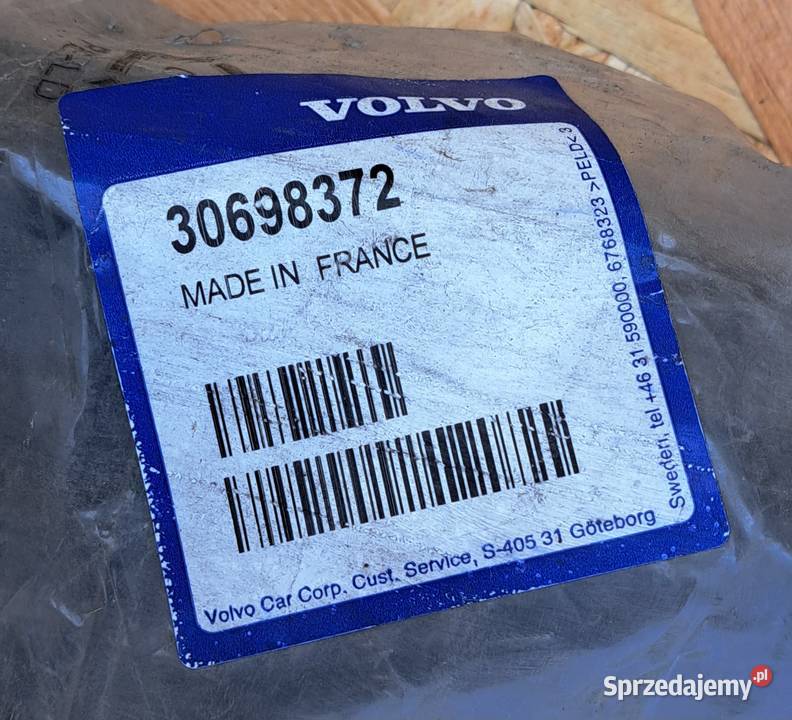 VOLVO
30698372
MADE IN FRANCE
Volvo Car Corp. Cust. Service, S-405 31 Göteborg
Sweden, tel +46 31 590000, 6768323 >PELD< 3
Sprzedajemy.pl